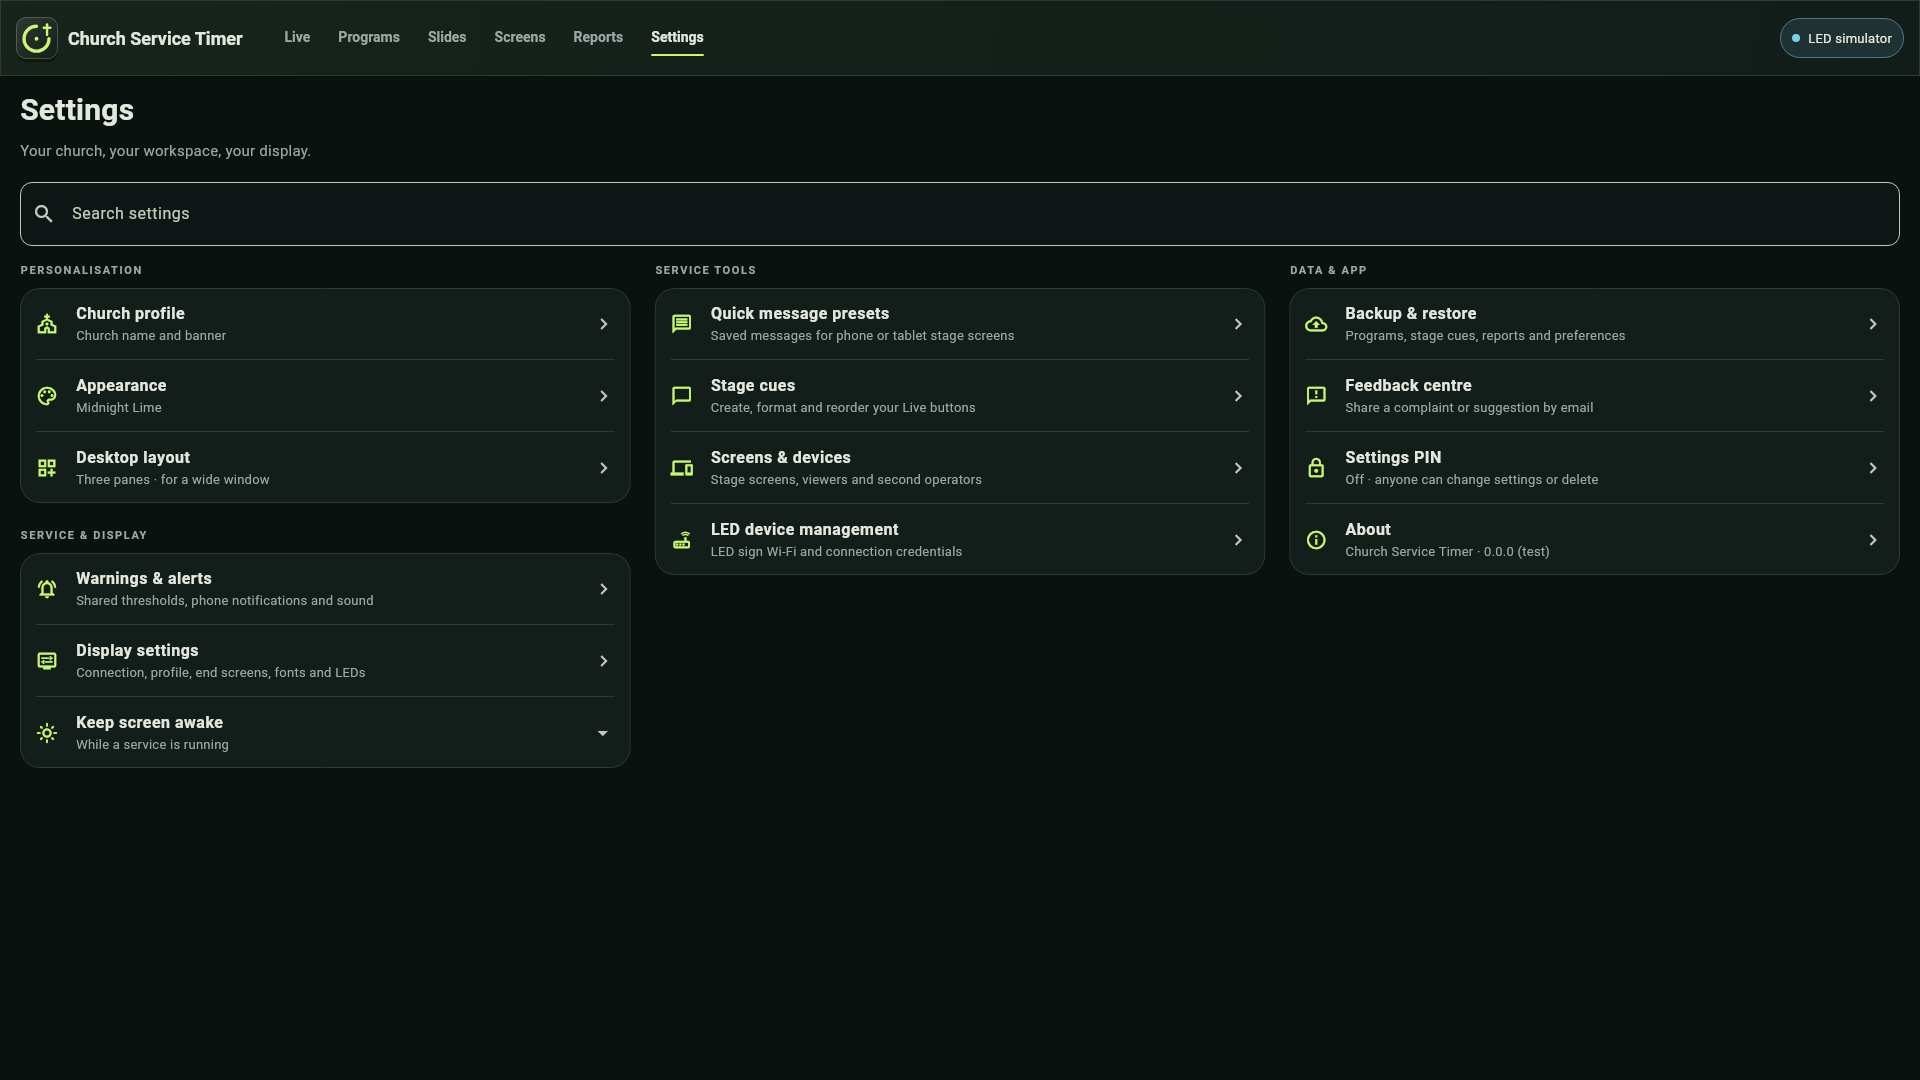 Church Service Timer
Live
Programs
Slides
Screens
Reports
Settings
LED simulator
Settings
Your church, your workspace, your display.
Search settings
PERSONALISATION
Church profile
Church name and banner
Appearance
Midnight Lime
Desktop layout
Three panes · for a wide window
SERVICE & DISPLAY
Warnings & alerts
Shared thresholds, phone notifications and sound
Display settings
Connection, profile, end screens, fonts and LEDs
Keep screen awake
While a service is running
SERVICE TOOLS
Quick message presets
Saved messages for phone or tablet stage screens
Stage cues
Create, format and reorder your Live buttons
Screens & devices
Stage screens, viewers and second operators
LED device management
LED sign Wi-Fi and connection credentials
DATA & APP
Backup & restore
Programs, stage cues, reports and preferences
Feedback centre
Share a complaint or suggestion by email
Settings PIN
Off · anyone can change settings or delete
About
Church Service Timer · 0.0.0 (test)